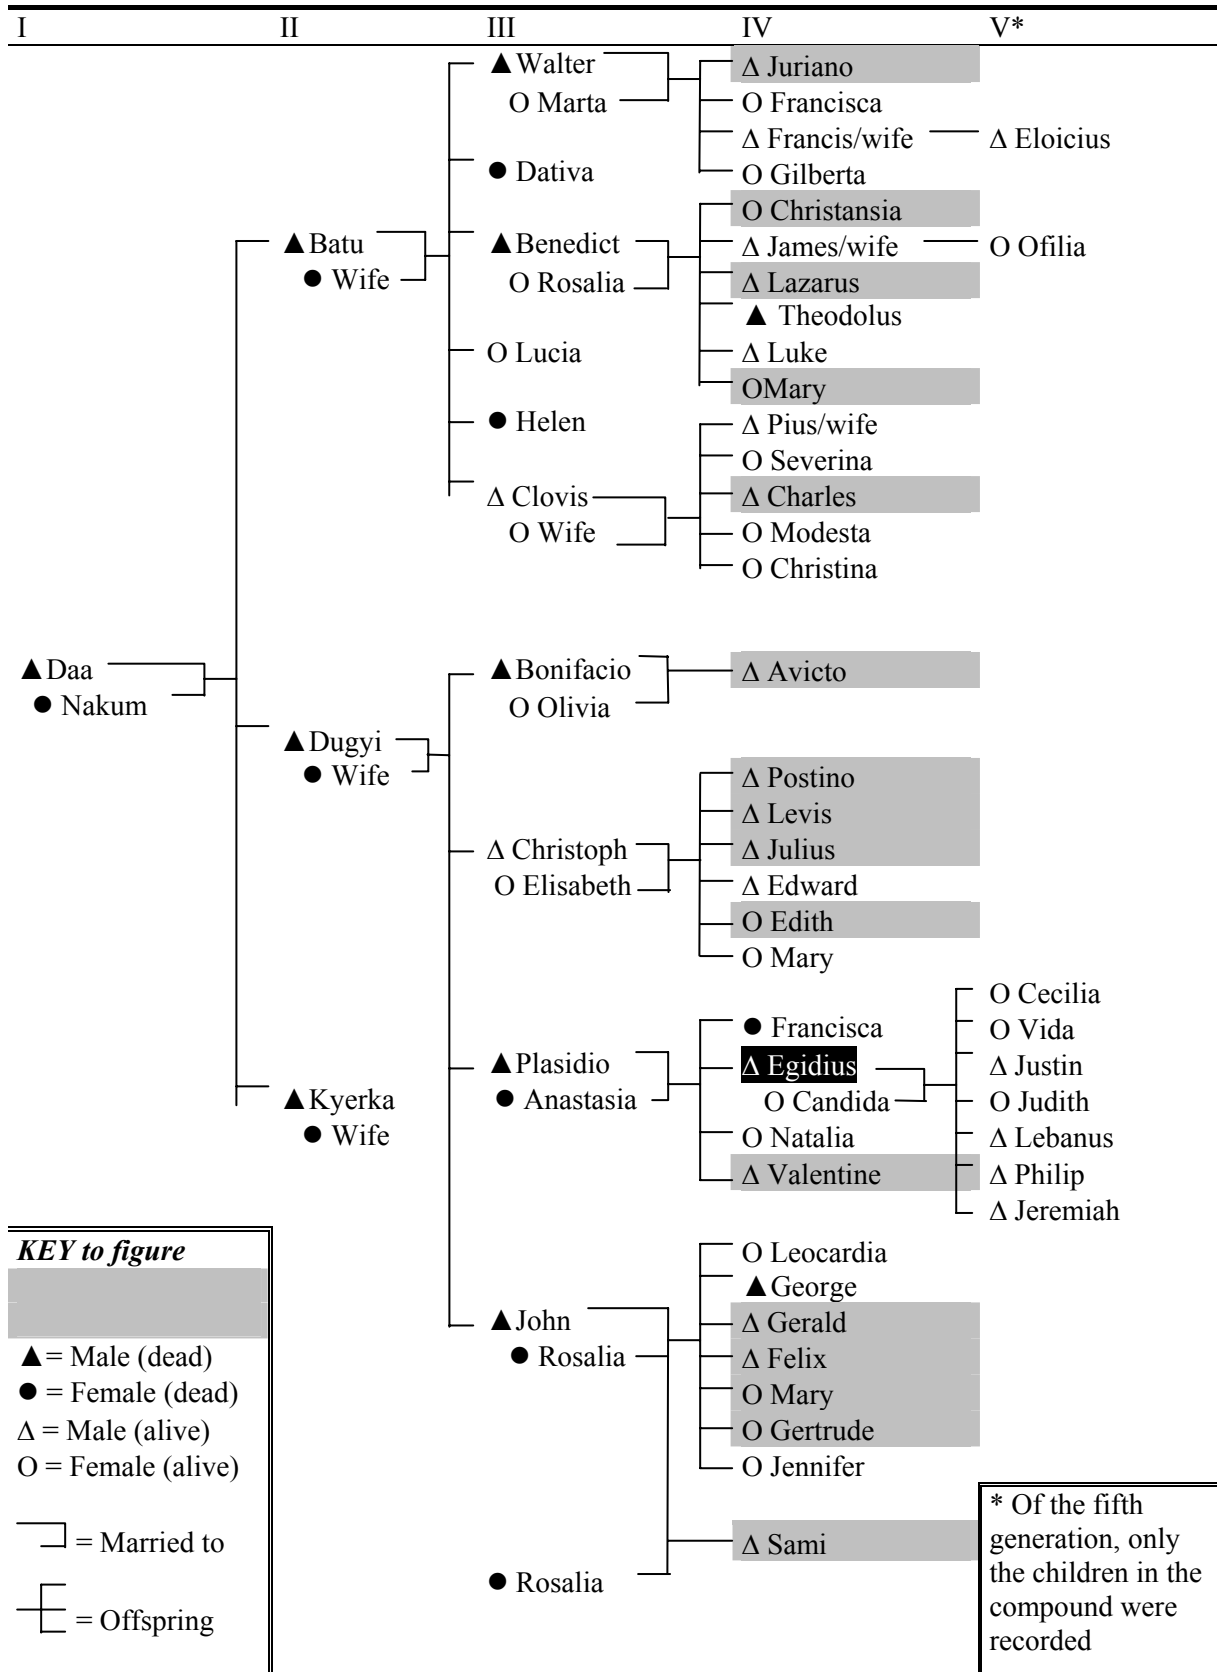 I II III IV V*
▲Walter
Δ Juriano
O Marta
O Francisca
Δ Francis/wife
Δ Eloicius
● Dativa
O Gilberta
O Christansia
▲Batu
▲Benedict
Δ James/wife
O Ofilia
● Wife
O Rosalia
Δ Lazarus
▲ Theodolus
O Lucia
Δ Luke
OMary
● Helen
Δ Pius/wife
O Severina
Δ Clovis
Δ Charles
O Wife
O Modesta
O Christina
▲Daa
▲Bonifacio
Δ Avicto
● Nakum
O Olivia
▲Dugyi
● Wife
Δ Postino
Δ Levis
Δ Christoph
Δ Julius
O Elisabeth
Δ Edward
O Edith
O Mary
O Cecilia
● Francisca
O Vida
▲Plasidio
Δ Egidius
Δ Justin
▲Kyerka
● Anastasia
O Candida
O Judith
● Wife
O Natalia
Δ Lebanus
Δ Valentine
Δ Philip
Δ Jeremiah
KEY to figure
▲= Male (dead)
● = Female (dead)
Δ = Male (alive)
O = Female (alive)
= Married to
= Offspring
O Leocardia
▲George
▲John
Δ Gerald
● Rosalia
Δ Felix
O Mary
O Gertrude
O Jennifer
Δ Sami
● Rosalia
* Of the fifth
generation, only
the children in the
compound were
recorded